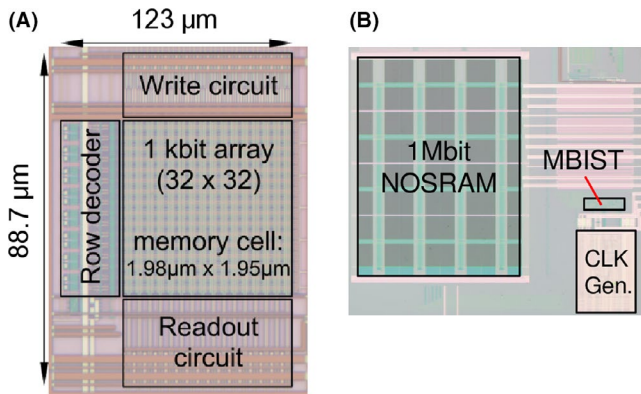 (A)
123 µm
88.7 µm
Write circuit
Row decoder
1 kbit array
(32 x 32)
memory cell:
1.98µm x 1.95µm
Readout
circuit
(B)
1Mbit
NOSRAM
MBIST
CLK
Gen.